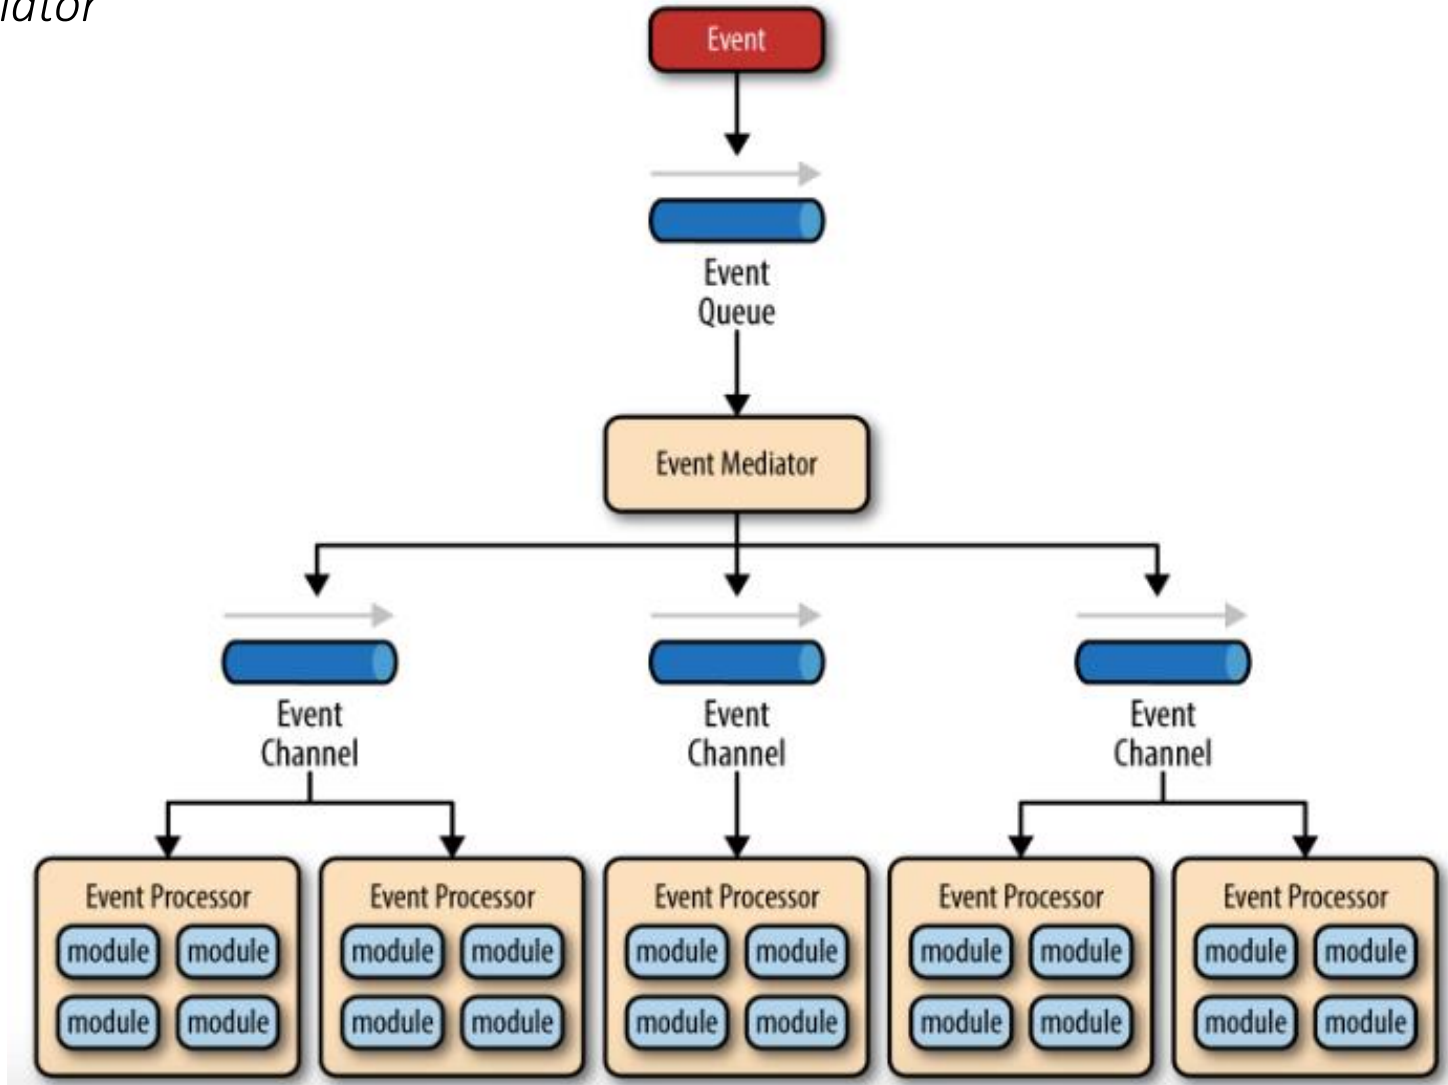 Event
Event
Queue
Event Mediator
Event Event Event
Channel Channel Channel
Event Processor Event Processor Event Processor Event Processor Event Processor
module module module module module module module module module module
module module module module module module module module module module